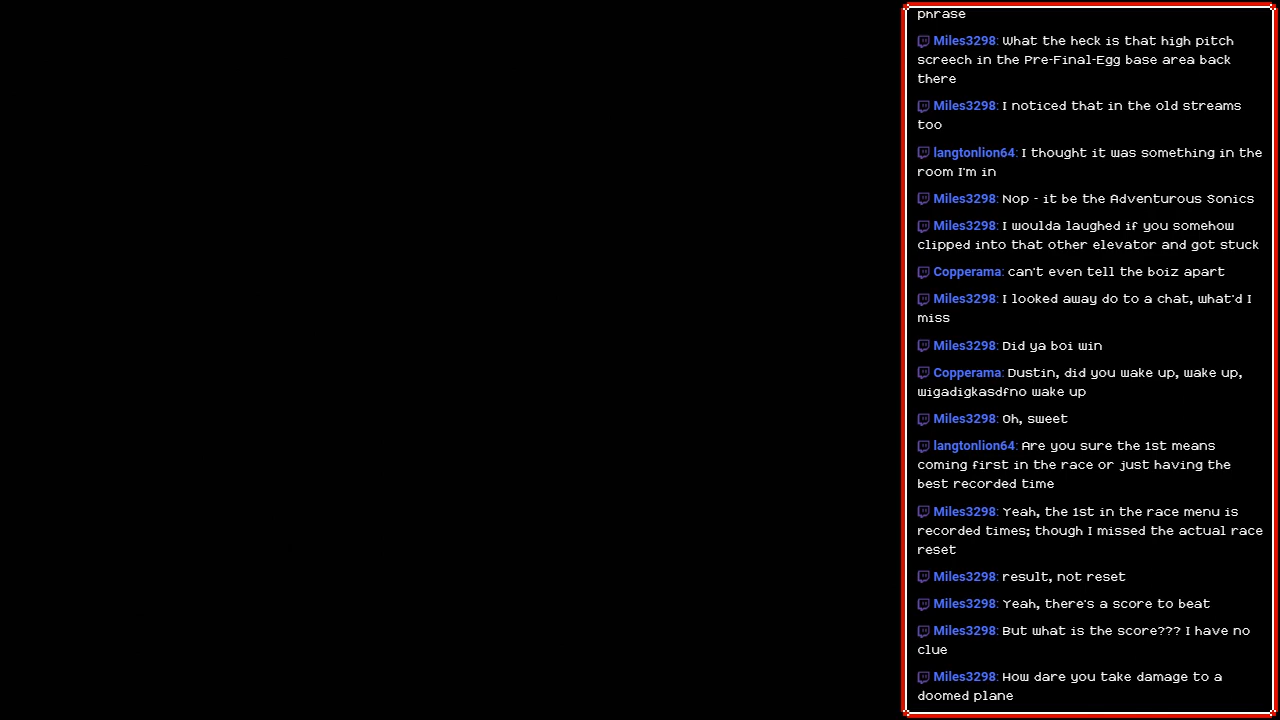 phrase
Miles3298: What the heck is that high pitch
screech in the Pre-Final-Egg base area back
there
Miles3298: I noticed that in the old streams
too
langtonlion64: I thought it was something in the
room I'm in
Miles3298: Nop - it be the Adventurous Sonics
Miles3298: I woulda laughed if you somehow
clipped into that other elevator and got stuck
Copperama: can't even tell the boiz apart
Miles3298: I looked away do to a chat, what'd I
miss
Miles3298: Did ya boi win
Copperama: Dustin, did you wake up, wake up,
wigadigkasdfno wake up
Miles3298: Oh, sweet
langtonlion64: Are you sure the 1st means
coming first in the race or just having the
best recorded time
Miles3298: Yeah, the 1st in the race menu is
recorded times; though I missed the actual race
reset
Miles3298: result, not reset
Miles3298: Yeah, there's a score to beat
Miles3298: But what is the score??? I have no
clue
Miles3298: How dare you take damage to a
doomed plane